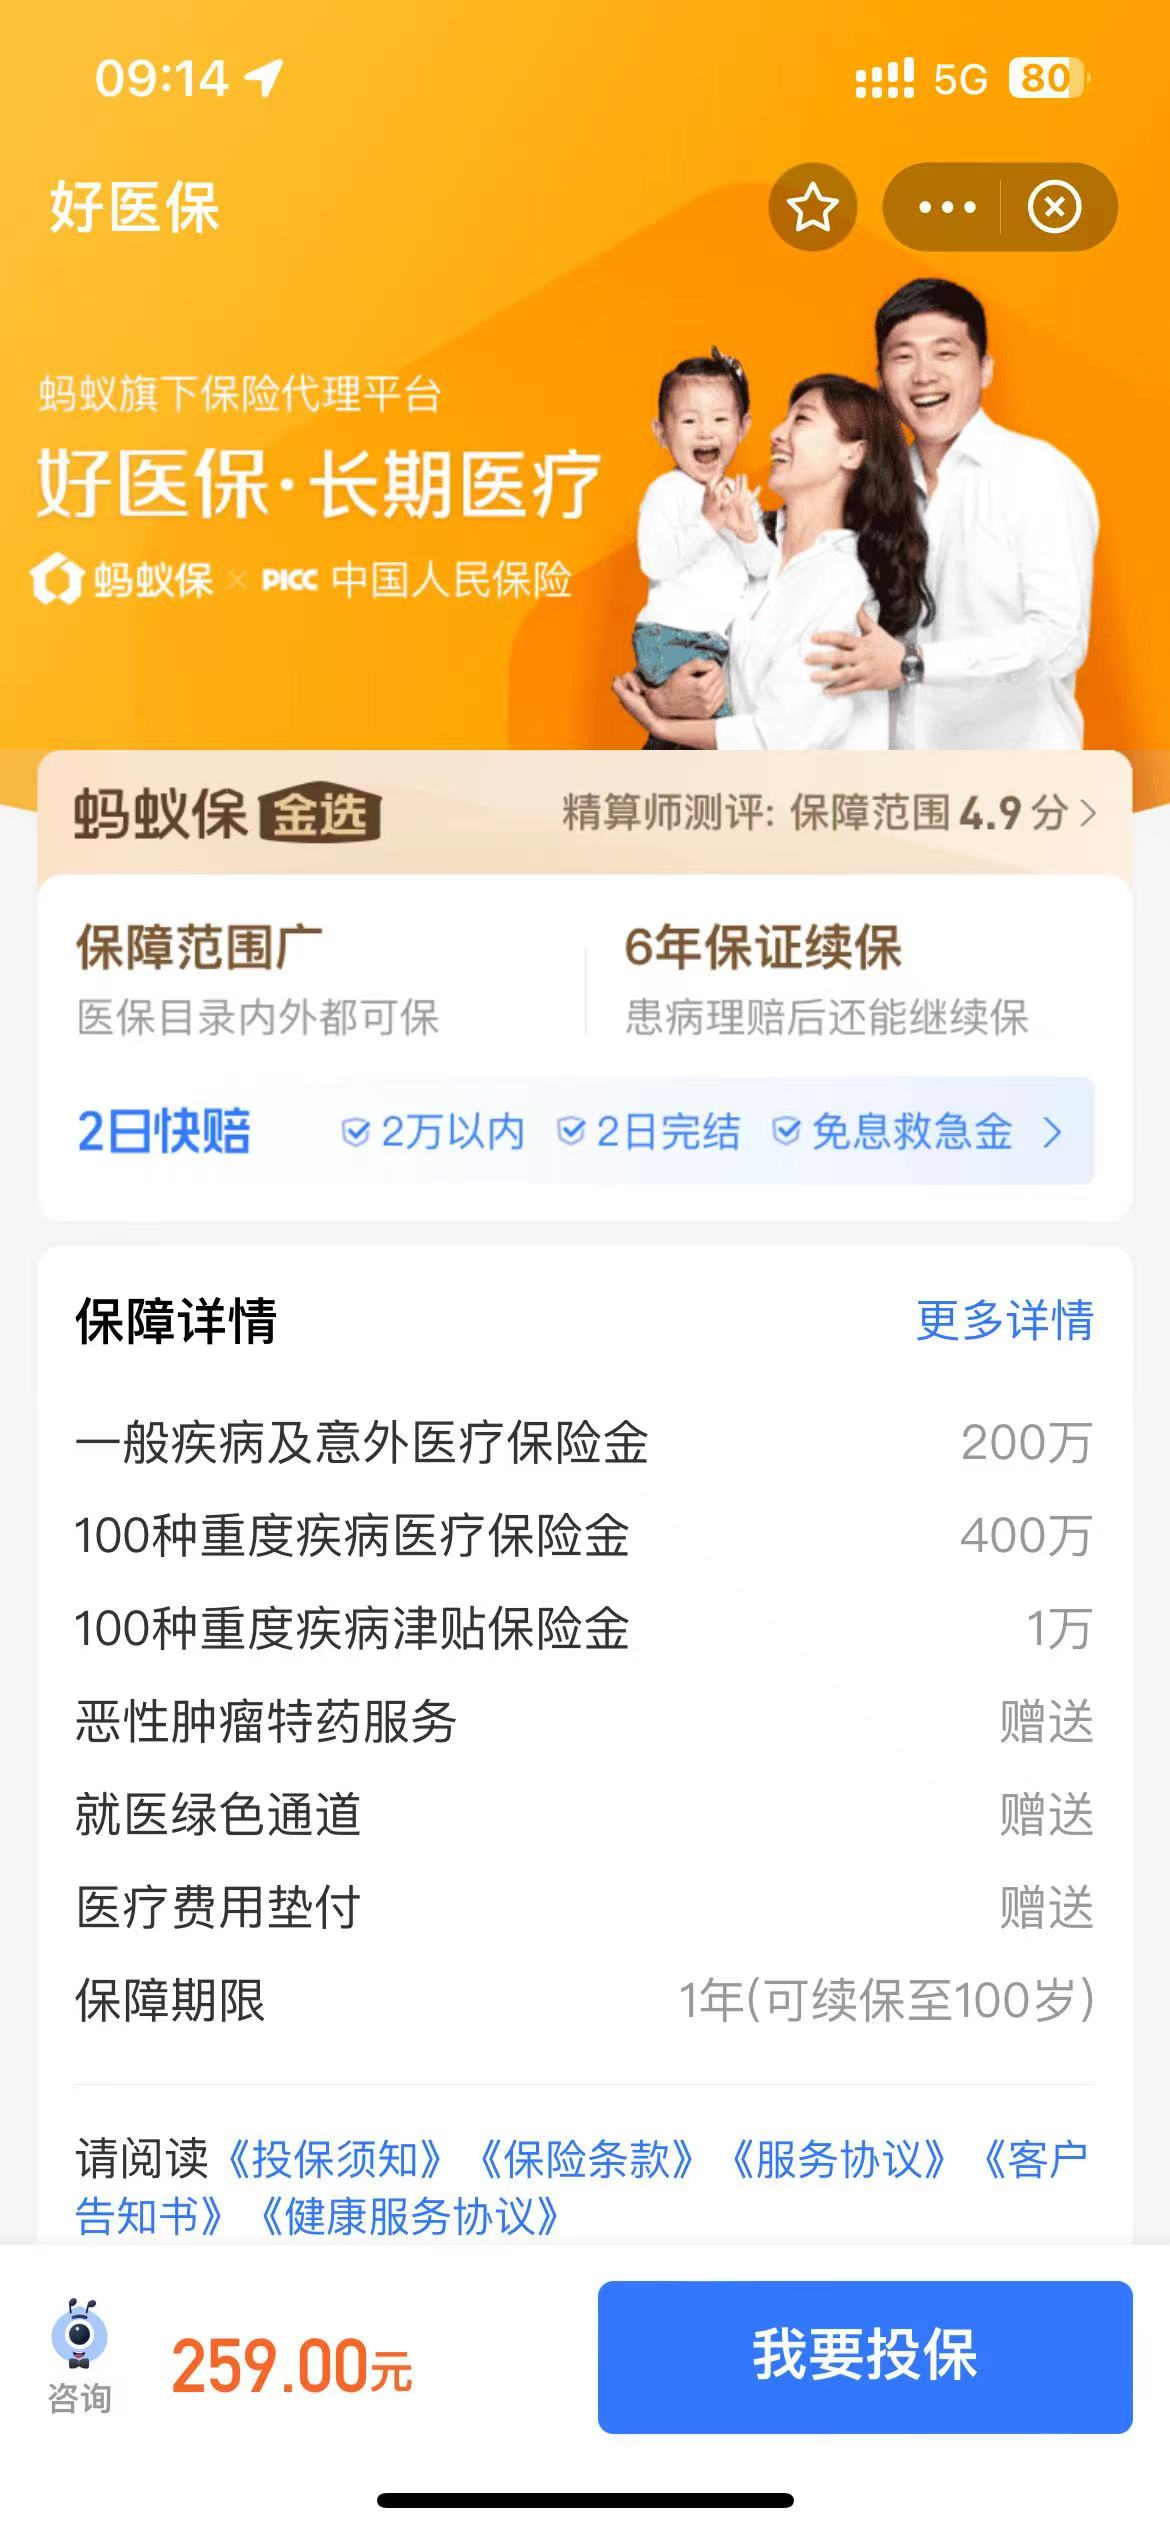 09:14 5G 80
好医保
蚂蚁旗下保险代理平台
好医保·长期医疗
蚂蚁保 × PICC 中国人民保险
蚂蚁保 金选 精算师测评: 保障范围 4.9 分
保障范围广 6年保证续保
医保目录内外都可保 患病理赔后还能继续保
2日快赔 2万以内 2日完结 免息救急金
保障详情 更多详情
一般疾病及意外医疗保险金 200万
100种重度疾病医疗保险金 400万
100种重度疾病津贴保险金 1万
恶性肿瘤特药服务 赠送
就医绿色通道 赠送
医疗费用垫付 赠送
保障期限 1年(可续保至100岁)
请阅读《投保须知》《保险条款》《服务协议》《客户
告知书》《健康服务协议》
259.00元 我要投保
咨询